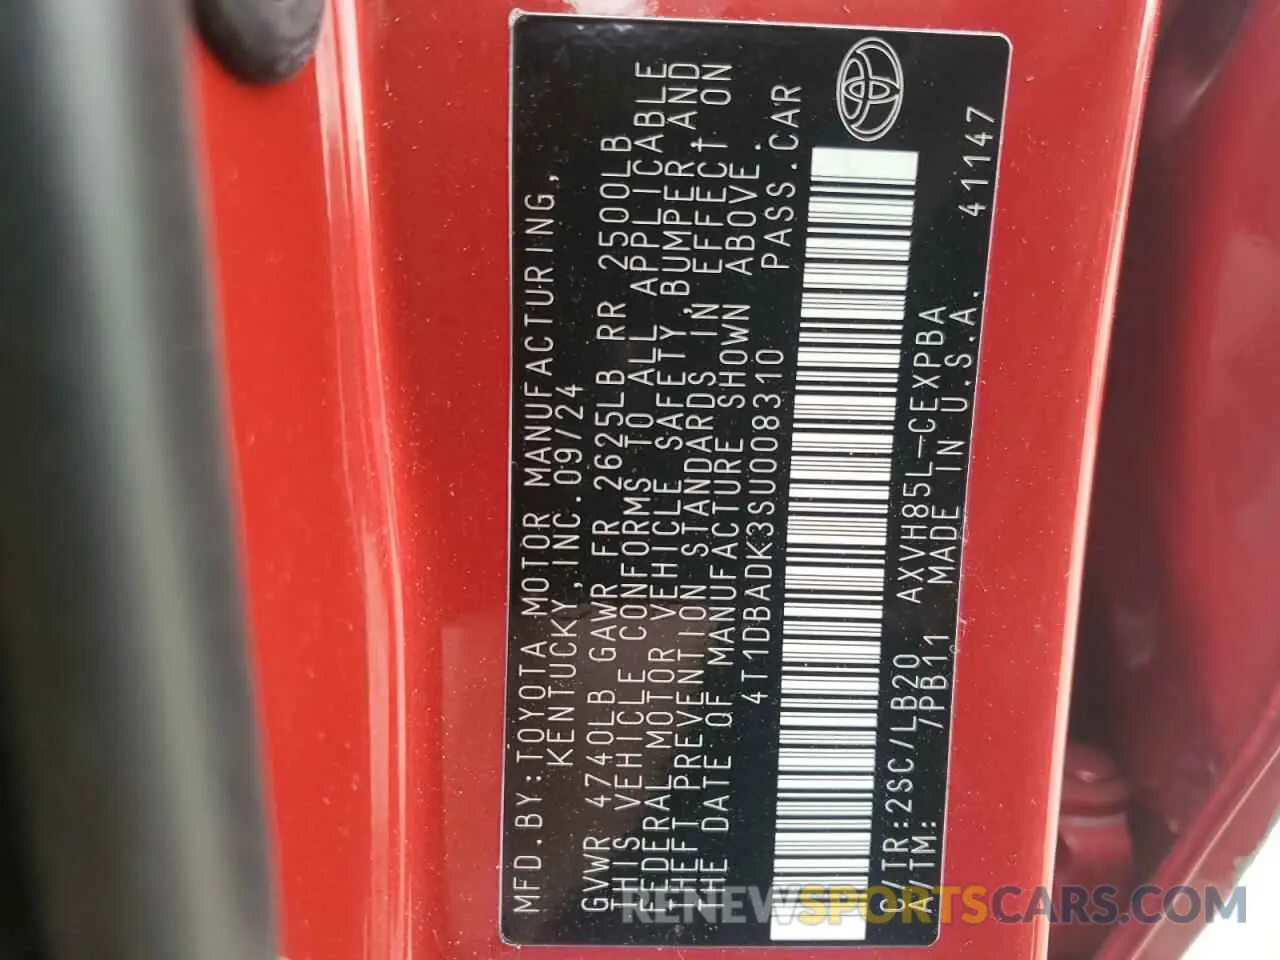 MFD.BY:TOYOTA MOTOR MANUFACTURING,
KENTUCKY,INC.09/24
GVWR 4740LB GAWR FR 2625LB RR 2500LB
THIS VEHICLE CONFORMS TO ALL APPLICABLE
FEDERAL MOTOR VEHICLE SAFETY,BUMPER,AND
THEFT PREVENTION STANDARDS IN EFFECT ON
THE DATE OF MANUFACTURE SHOWN ABOVE.
4T1DBADK3SU008310 PASS.CAR
C/TR:2SC/LB20 AXVH85L-CEXPBA
A/TM: /PB11 MADE IN U.S.A. 41147
RENEWSPORTSCARS.COM